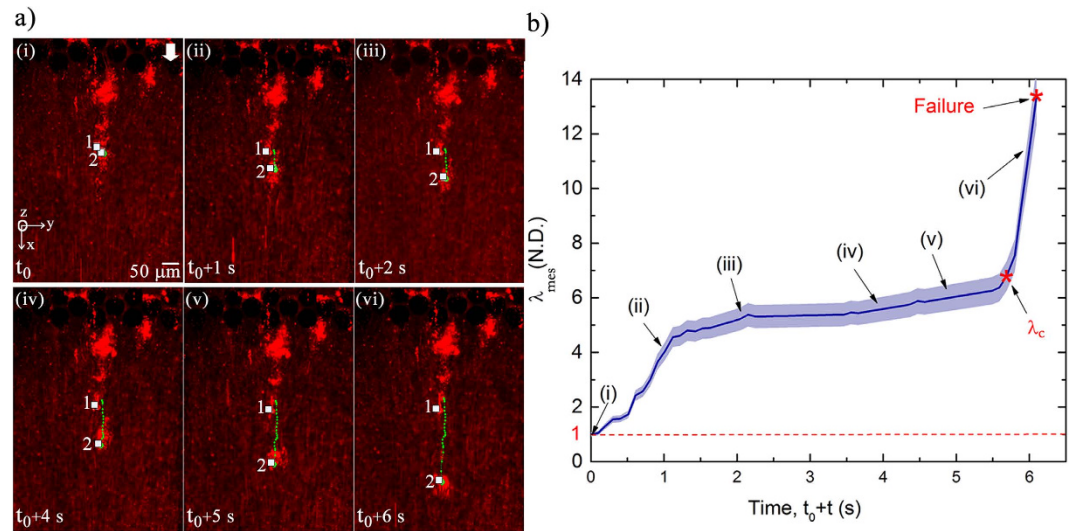 a)
(i)
(ii)
(iii)
1
2
1
2
1
2
z
y
x
t0
50 µm
t0+1 s
t0+2 s
(iv)
(v)
(vi)
1
2
1
2
1
2
t0+4 s
t0+5 s
t0+6 s
b)
14
12
10
8
6
4
2
1
0
λmes (N.D.)
Failure
(vi)
(v)
(iv)
(iii)
(ii)
(i)
λc
0 1 2 3 4 5 6
Time, t0+t (s)